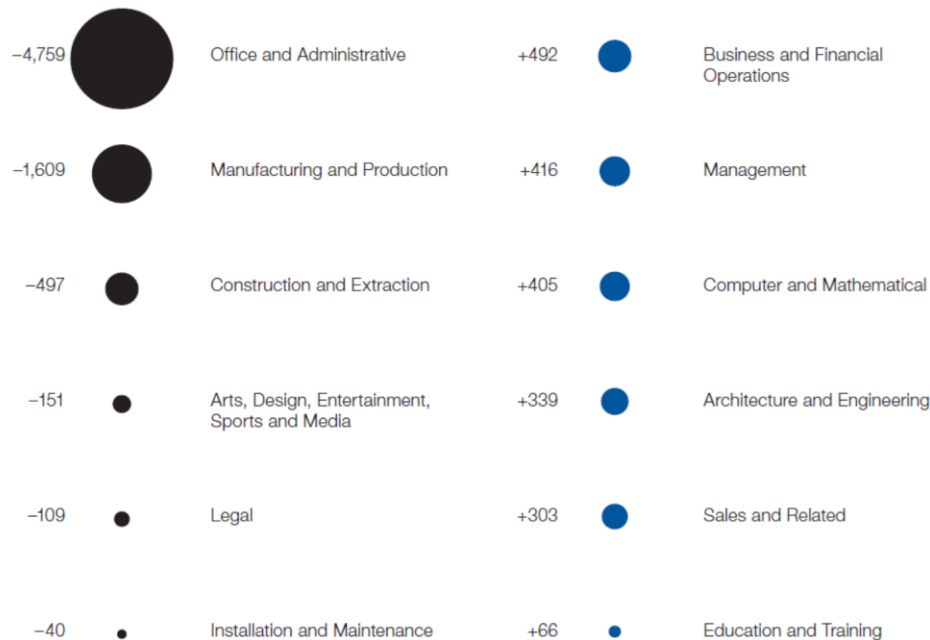 −4,759 Office and Administrative
+492 Business and Financial
Operations
−1,609 Manufacturing and Production
+416 Management
−497 Construction and Extraction
+405 Computer and Mathematical
−151 Arts, Design, Entertainment,
Sports and Media
+339 Architecture and Engineering
−109 Legal
+303 Sales and Related
−40 Installation and Maintenance
+66 Education and Training